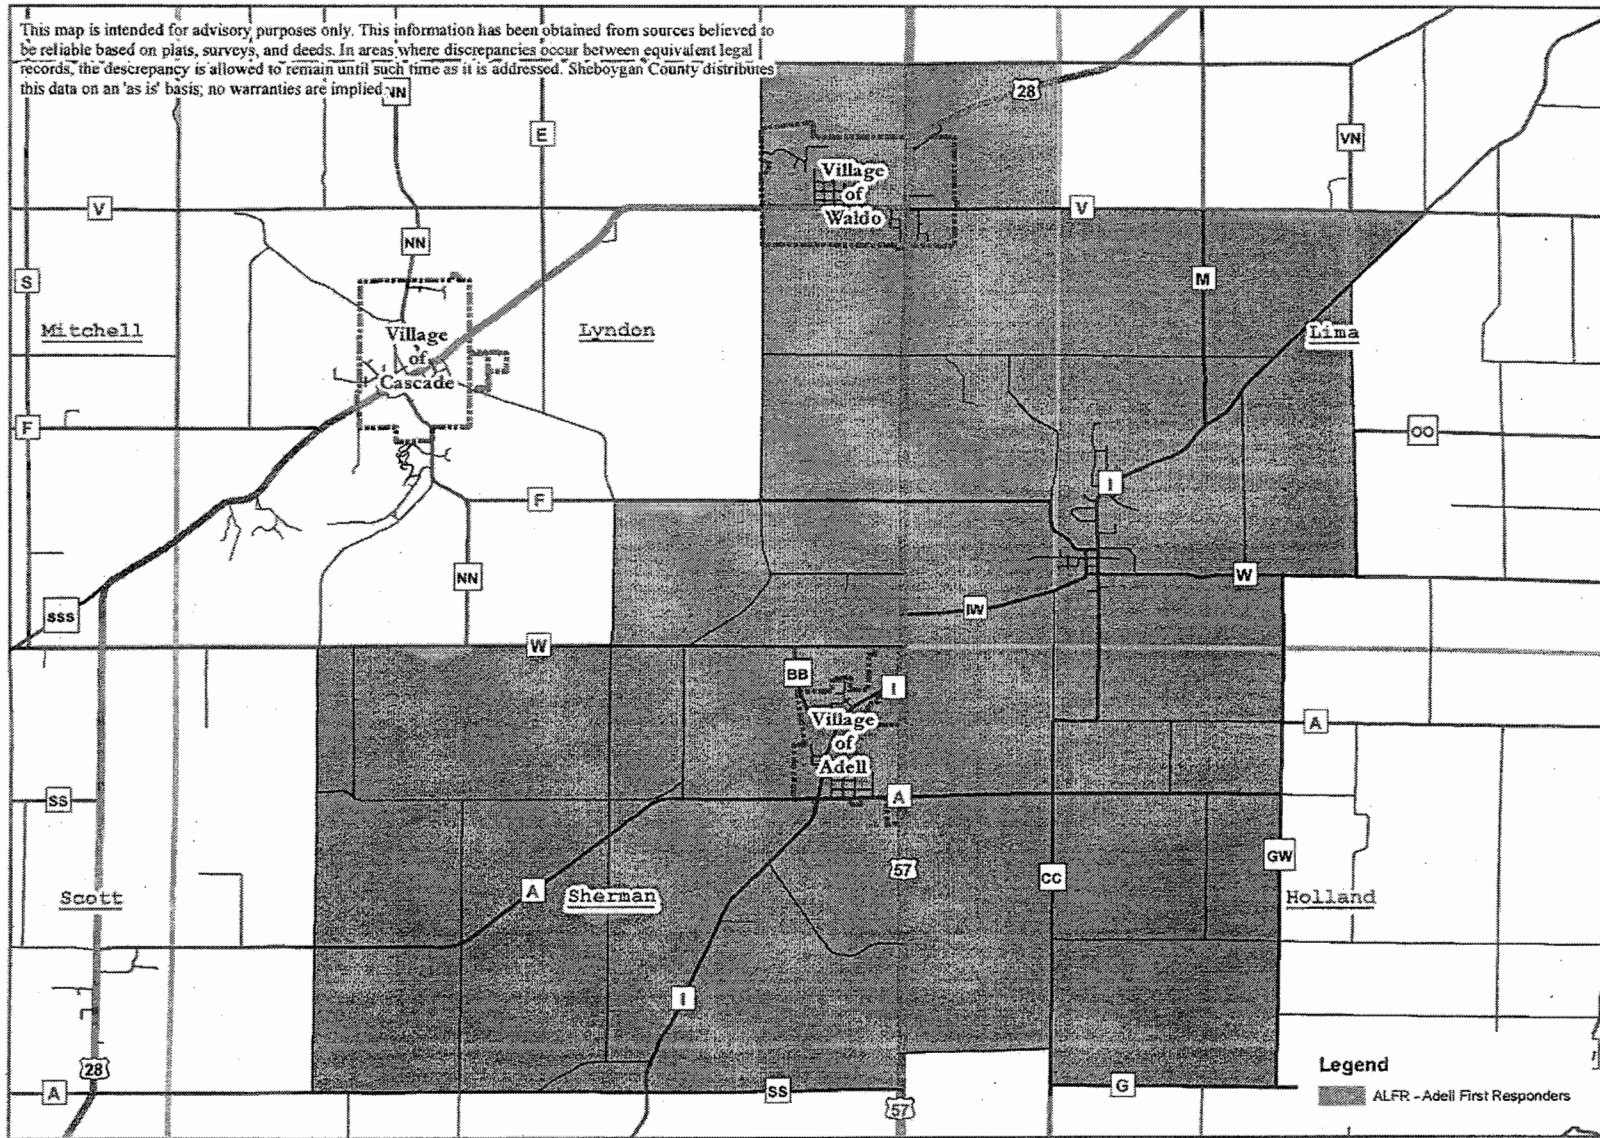 This map is intended for advisory purposes only. This information has been obtained from sources believed to
be reliable based on plats, surveys, and deeds. In areas where discrepancies occur between equivalent legal
records, the descrepancy is allowed to remain until such time as it is addressed. Sheboygan County distributes
this data on an 'as is' basis; no warranties are implied.
NN
28
E
VN
Village
of
Waldo
V
V
NN
S
M
Mitchell
Village
of
Cascade
Lyndon
Lima
F
OO
I
F
NN
W
IW
SSS
W
BB
I
Village
of
Adell
A
SS
A
57
CC
GW
A
Sherman
Scott
Holland
I
28
A
SS
57
G
Legend
ALFR - Adell First Responders